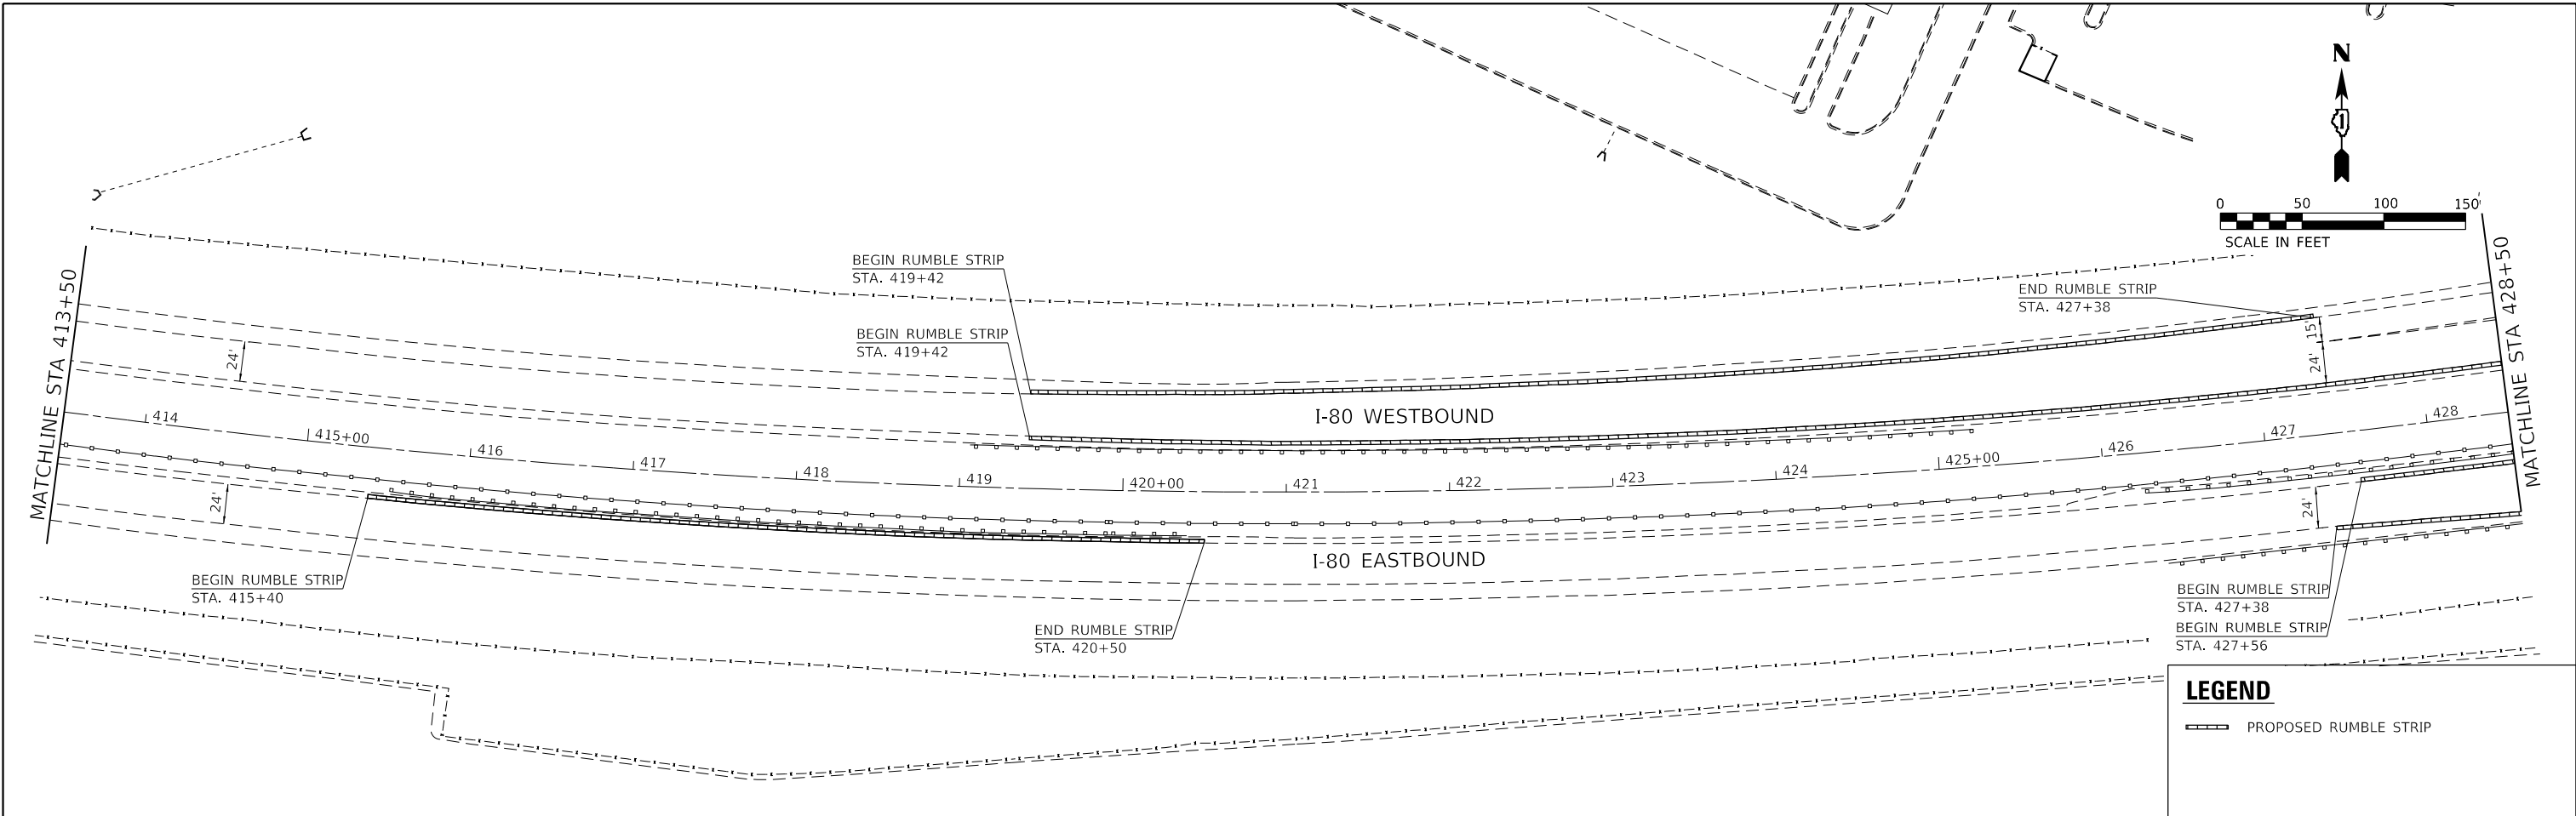 N
1
0 50 100 150'
SCALE IN FEET
MATCHLINE STA 413+50
MATCHLINE STA 428+50
BEGIN RUMBLE STRIP
STA. 419+42
BEGIN RUMBLE STRIP
STA. 419+42
END RUMBLE STRIP
STA. 427+38
15'
24'
24'
I-80 WESTBOUND
414 415+00 416 417 418 419 420+00 421 422 423 424 425+00 426 427 428
24'
24'
I-80 EASTBOUND
BEGIN RUMBLE STRIP
STA. 415+40
END RUMBLE STRIP
STA. 420+50
BEGIN RUMBLE STRIP
STA. 427+38
BEGIN RUMBLE STRIP
STA. 427+56
LEGEND
PROPOSED RUMBLE STRIP